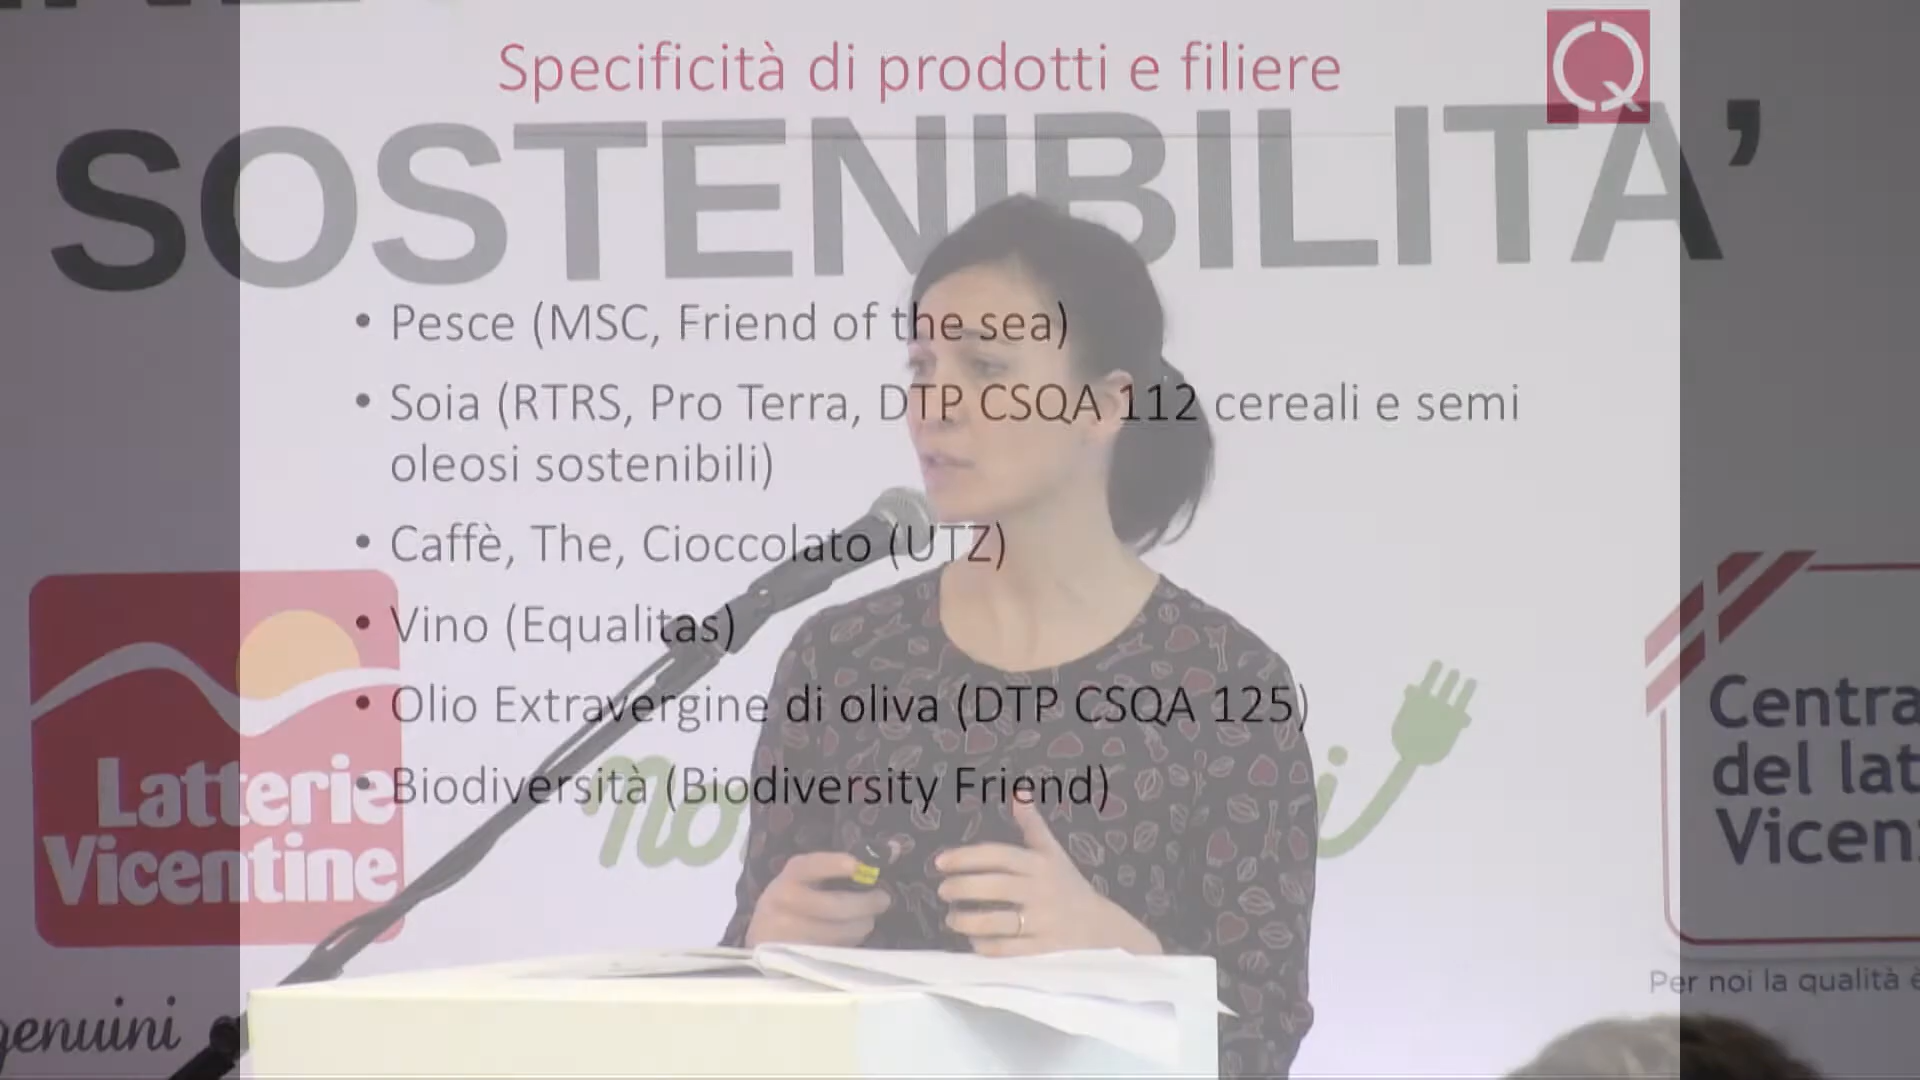 Specificità di prodotti e filiere
SOSTENIBILITA’
• Pesce (MSC, Friend of the sea)
• Soia (RTRS, Pro Terra, DTP CSQA 112 cereali e semi
oleosi sostenibili)
• Caffè, The, Cioccolato (UTZ)
• Vino (Equalitas)
• Olio Extravergine di oliva (DTP CSQA 125)
• Biodiversità (Biodiversity Friend)
Latterie
Vicentine
no
i
Centra
del lat
Vicen
Per noi la qualità è
genuini